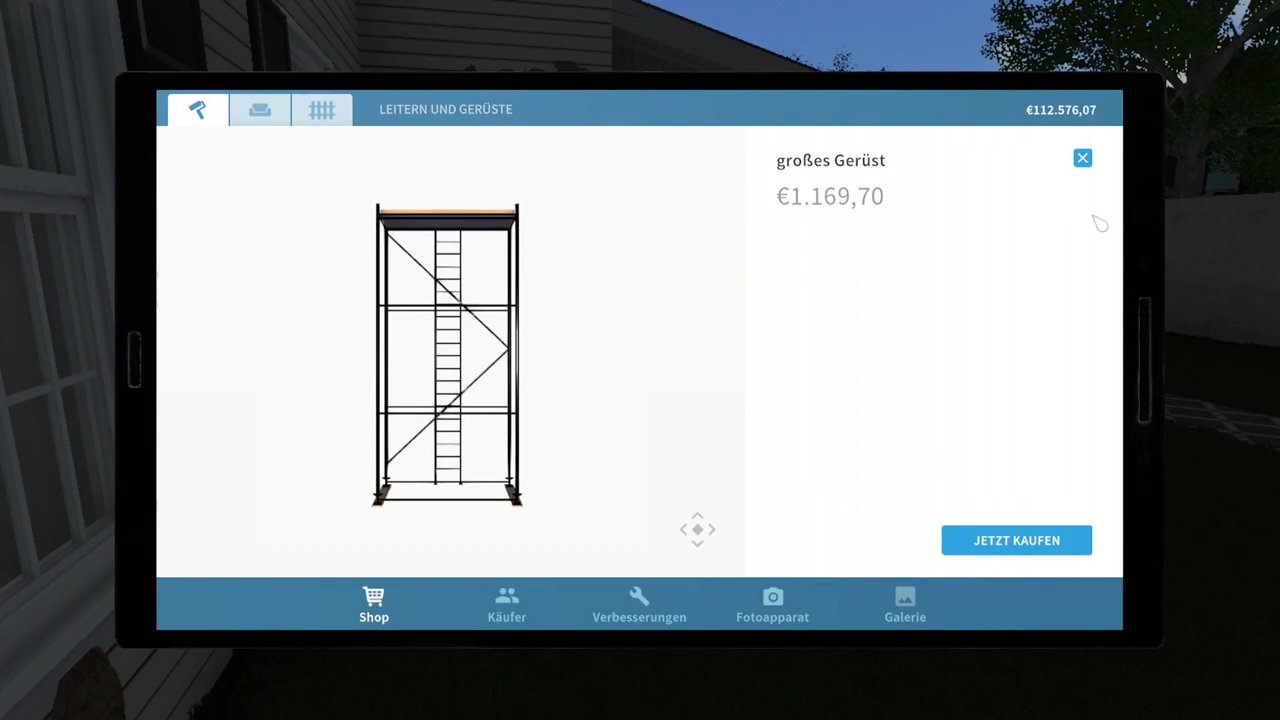 LEITERN UND GERÜSTE
€112.576,07
großes Gerüst
€1.169,70
JETZT KAUFEN
Shop
Käufer
Verbesserungen
Fotoapparat
Galerie